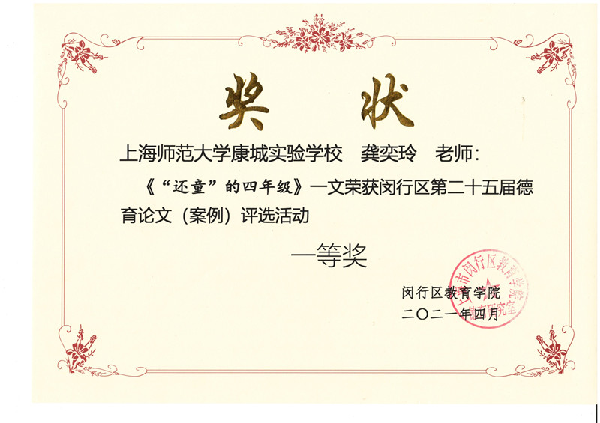 奖 状
上海师范大学康城实验学校 龚奕玲 老师：
《“还童”的四年级》一文荣获闵行区第二十五届德
育论文（案例）评选活动
一等奖
闵行区教育学院
二〇二一年四月